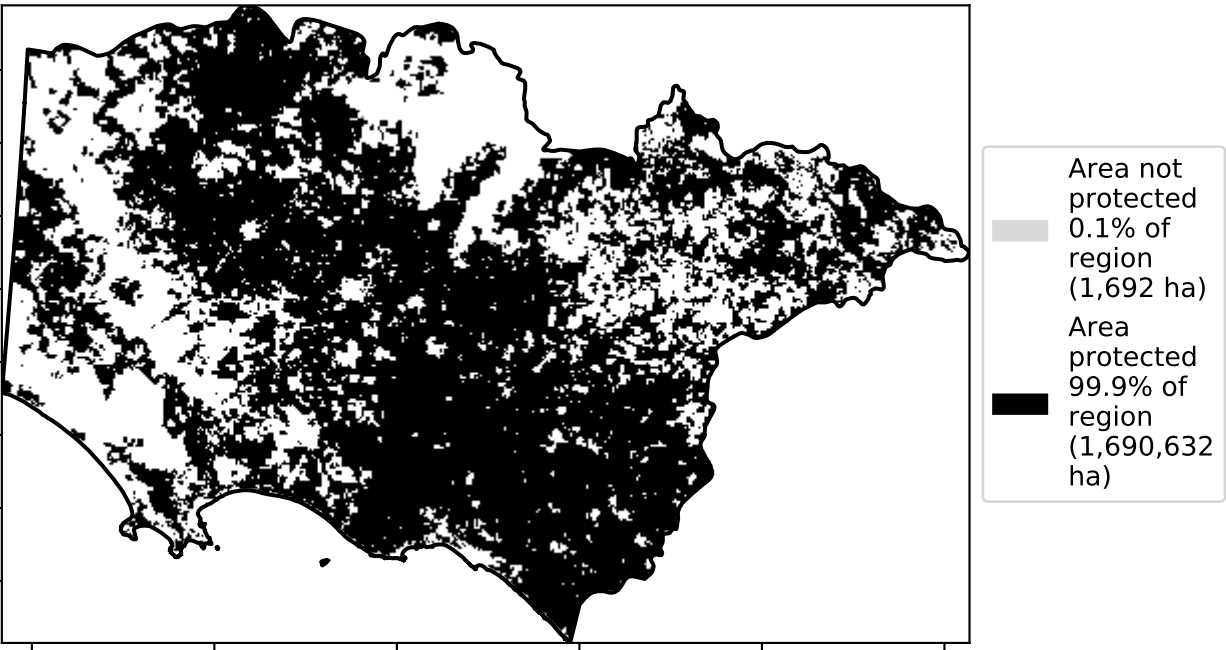 Area not
protected
0.1% of
region
(1,692 ha)
Area
protected
99.9% of
region
(1,690,632
ha)